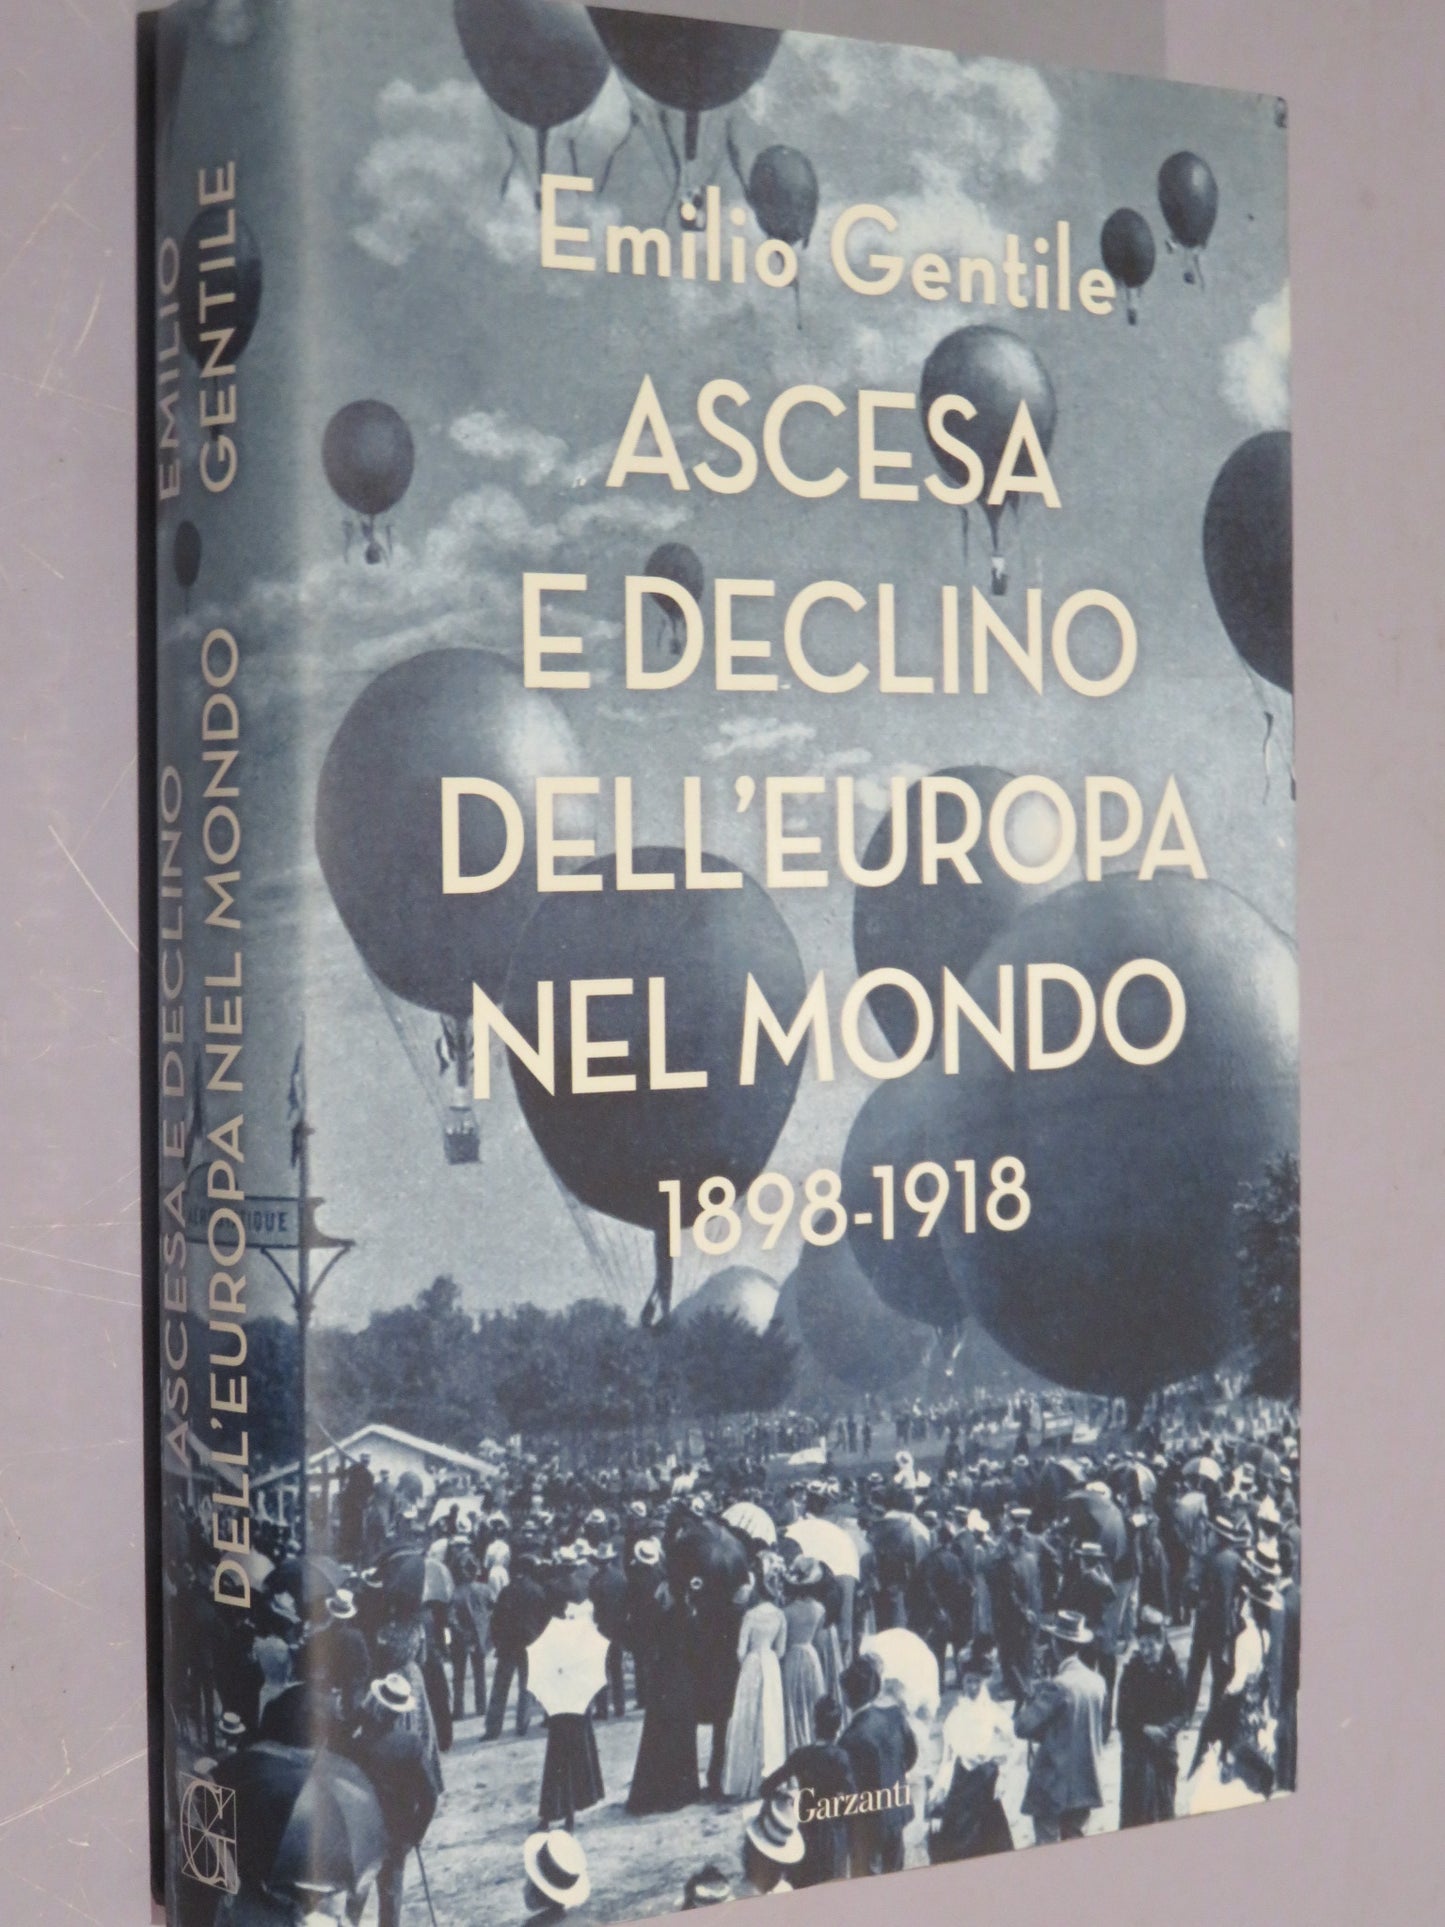 Emilio Gentile
ASCESA
E DECLINO
DELL'EUROPA
NEL MONDO
1898-1918
Garzanti
EMILIO
GENTILE
ASCESA E DECLINO
DELL'EUROPA NEL MONDO